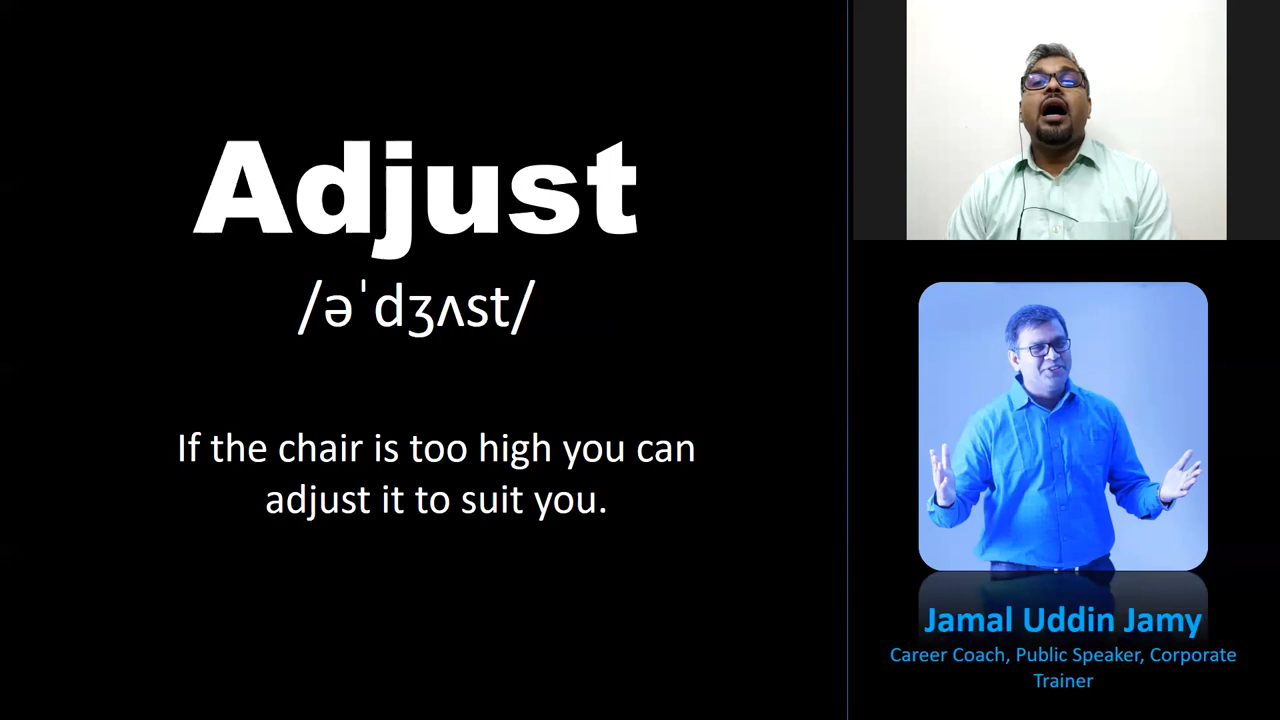 Adjust
/əˈdʒʌst/
If the chair is too high you can
adjust it to suit you.
Jamal Uddin Jamy
Career Coach, Public Speaker, Corporate
Trainer